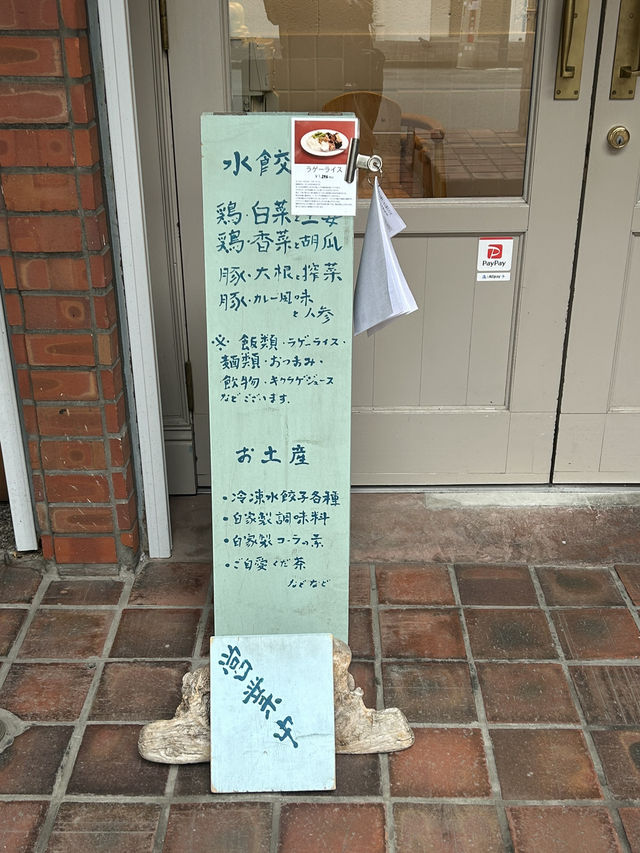 水餃
鶏・白菜と生姜
鶏・香菜と胡瓜
豚・大根と搾菜
豚・カレー風味
と人参
※ 飯類・ラゲーライス・
麺類・おつまみ・
飲物・キクラゲジュース
などございます。
お土産
・冷凍水餃子各種
・自家製調味料
・自家製コーラの素
・ご自愛くだ茶
などなど
営業中
ラゲーライス
PayPay